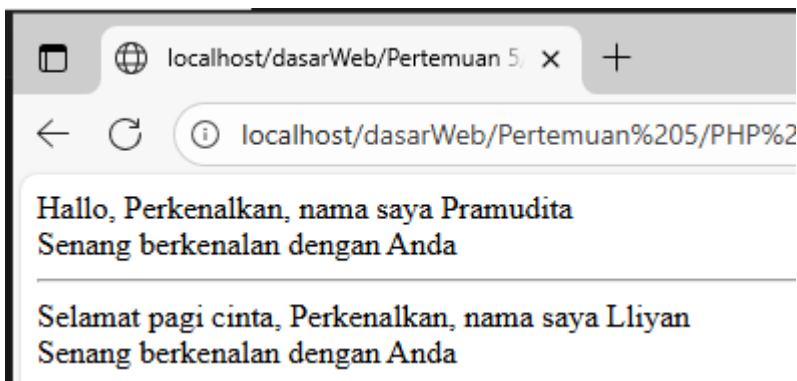 localhost/dasarWeb/Pertemuan 5/
localhost/dasarWeb/Pertemuan%205/PHP%2
Hallo, Perkenalkan, nama saya Pramudita
Senang berkenalan dengan Anda
Selamat pagi cinta, Perkenalkan, nama saya Lliyan
Senang berkenalan dengan Anda